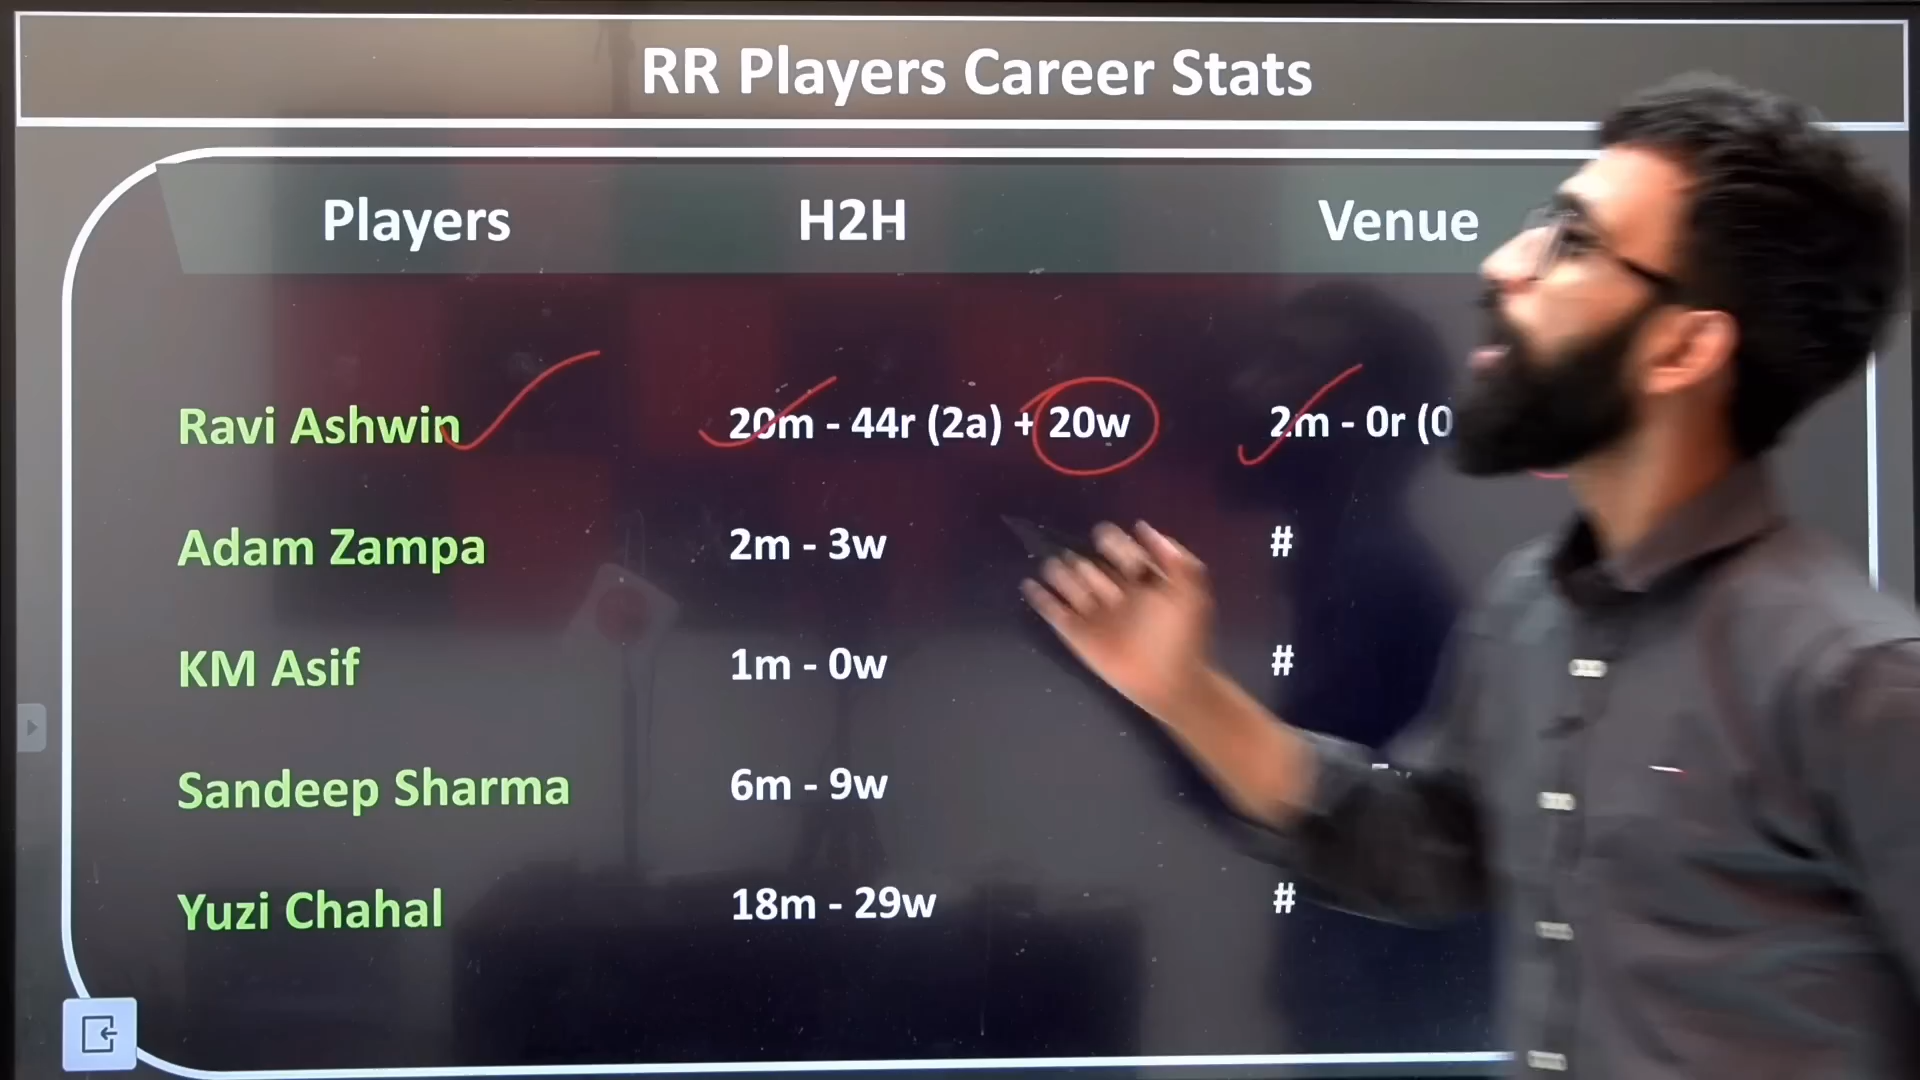 RR Players Career Stats
Players H2H Venue
Ravi Ashwin 20m - 44r (2a) + 20w 2m - 0r (0
Adam Zampa 2m - 3w #
KM Asif 1m - 0w #
Sandeep Sharma 6m - 9w
Yuzi Chahal 18m - 29w #